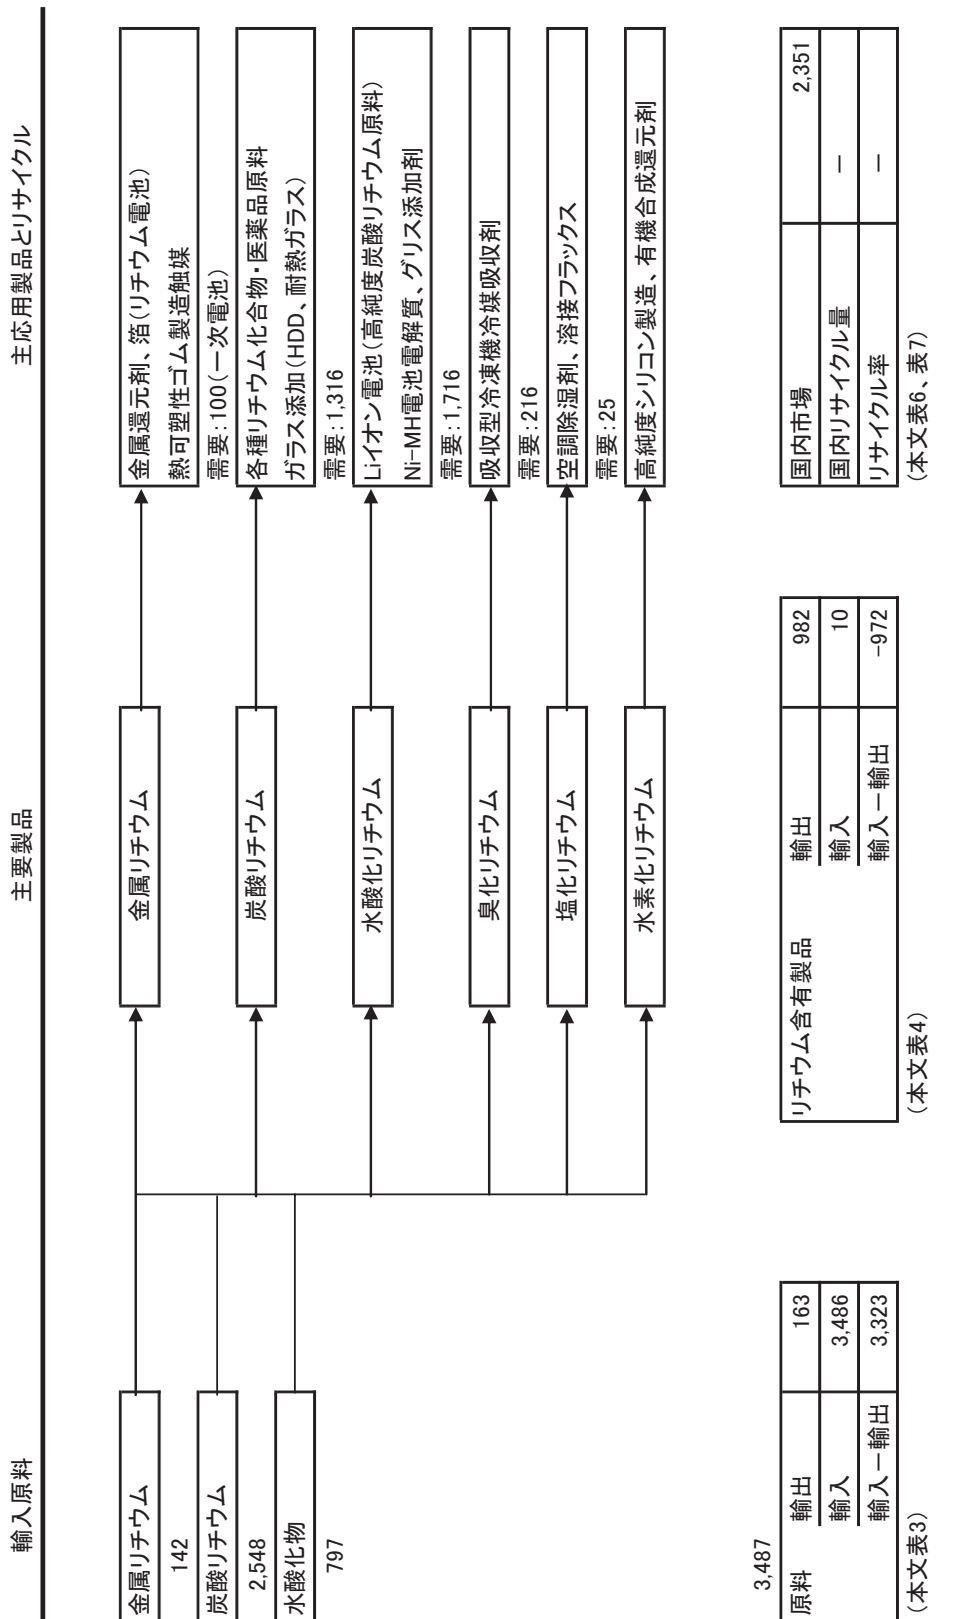 輸入原料
主要製品
主応用製品とリサイクル
金属リチウム
142
炭酸リチウム
2,548
水酸化物
797
3,487
金属リチウム
炭酸リチウム
水酸化リチウム
臭化リチウム
塩化リチウム
水素化リチウム
金属還元剤、箔(リチウム電池)
熱可塑性ゴム製造触媒
需要:100(一次電池)
各種リチウム化合物・医薬品原料
ガラス添加(HDD、耐熱ガラス)
需要:1,316
Liイオン電池(高純度炭酸リチウム原料)
Ni-MH電池電解質、グリス添加剤
需要:1,716
吸収型冷凍機冷媒吸収剤
需要:216
空調除湿剤、溶接フラックス
需要:25
高純度シリコン製造、有機合成還元剤
原料 輸出 163
輸入 3,486
輸入ー輸出 3,323
(本文表3)
リチウム含有製品 輸出 982
輸入 10
輸入ー輸出 -972
(本文表4)
国内市場 2,351
国内リサイクル量 ー
リサイクル率 ー
(本文表6、表7)